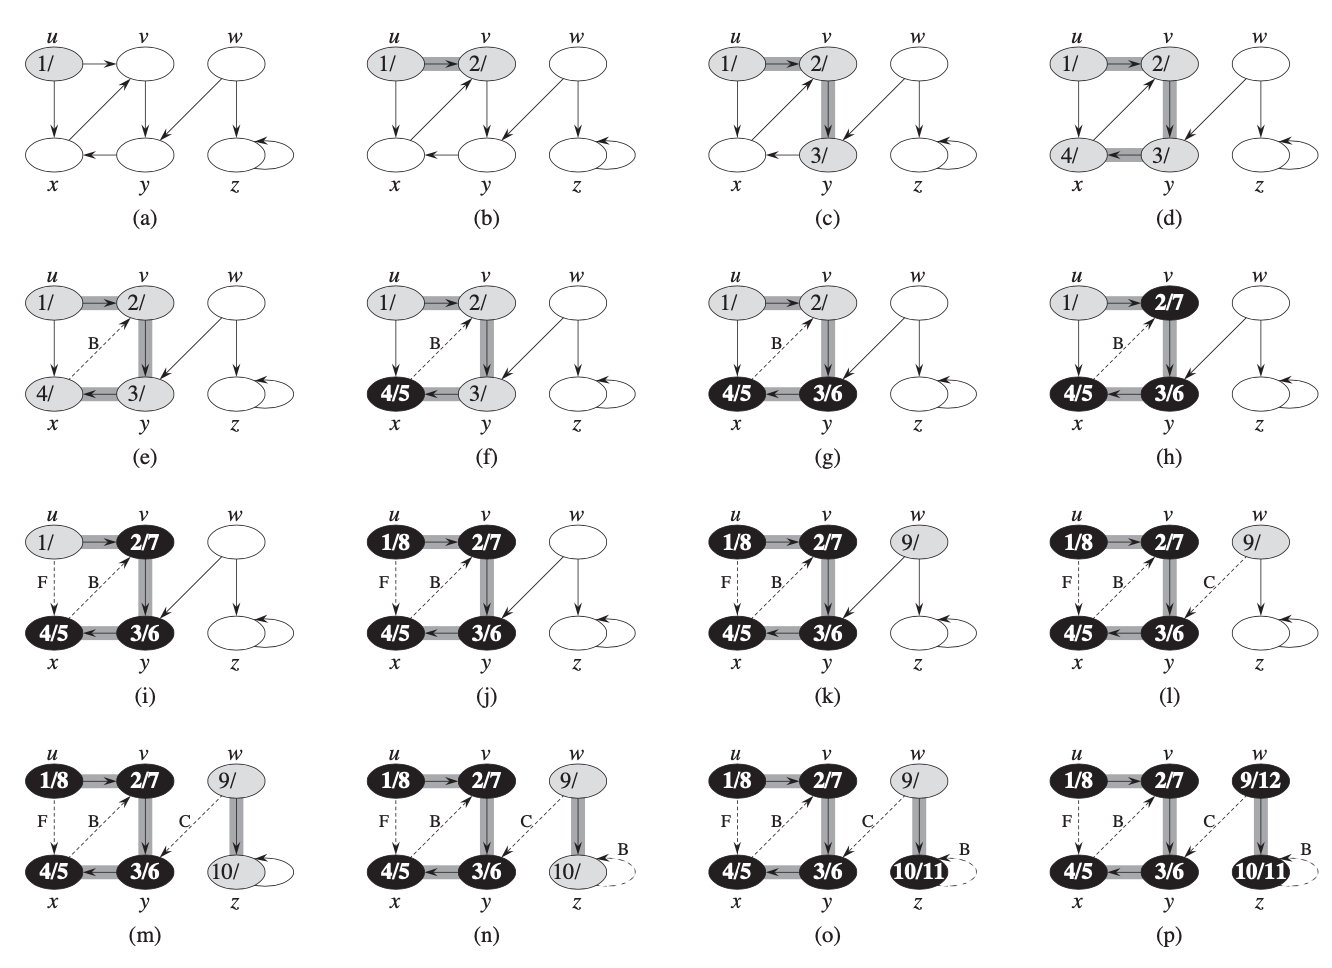 u v w u v w u v w u v w
1/ 1/ 2/ 1/ 2/ 1/ 2/
3/ 4/ 3/
x y z x y z x y z x y z
(a) (b) (c) (d)
u v w u v w u v w u v w
1/ 2/ 1/ 2/ 1/ 2/ 1/ 2/7
B B B B
4/ 3/ 4/5 3/ 4/5 3/6 4/5 3/6
x y z x y z x y z x y z
(e) (f) (g) (h)
u v w u v w u v w u v w
1/ 2/7 1/8 2/7 1/8 2/7 9/ 1/8 2/7 9/
F B F B F B F B C
4/5 3/6 4/5 3/6 4/5 3/6 4/5 3/6
x y z x y z x y z x y z
(i) (j) (k) (l)
u v w u v w u v w u v w
1/8 2/7 9/ 1/8 2/7 9/ 1/8 2/7 9/ 1/8 2/7 9/12
F B C F B C B F B C B F B C B
4/5 3/6 10/ 4/5 3/6 10/ 4/5 3/6 10/11 4/5 3/6 10/11
x y z x y z x y z x y z
(m) (n) (o) (p)